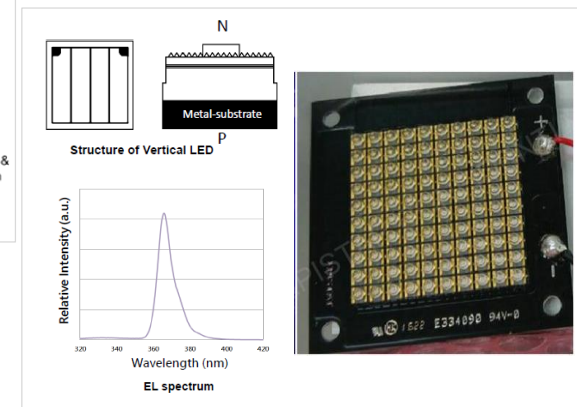 &
N
Metal-substrate
P
Structure of Vertical LED
Relative Intensity (a.u.)
320 340 360 380 400 420
Wavelength (nm)
EL spectrum
+
-
1622 E334090 94V-0